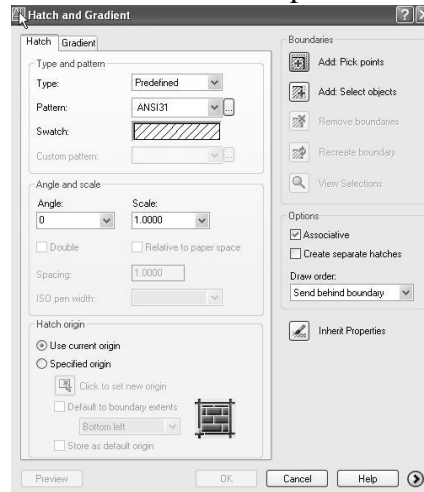 Hatch and Gradient
Hatch
Gradient
Type and pattern
Type:
Predefined
Pattern:
ANSI31
...
Swatch:
Custom pattern:
...
Angle and scale
Angle:
Scale:
0
1.0000
Double
Relative to paper space
Spacing:
1.0000
ISO pen width:
Hatch origin
Use current origin
Specified origin
Click to set new origin
Default to boundary extents
Bottom left
Store as default origin
Boundaries
Add: Pick points
Add: Select objects
Remove boundaries
Recreate boundary
View Selections
Options
Associative
Create separate hatches
Draw order:
Send behind boundary
Inherit Properties
Preview
OK
Cancel
Help